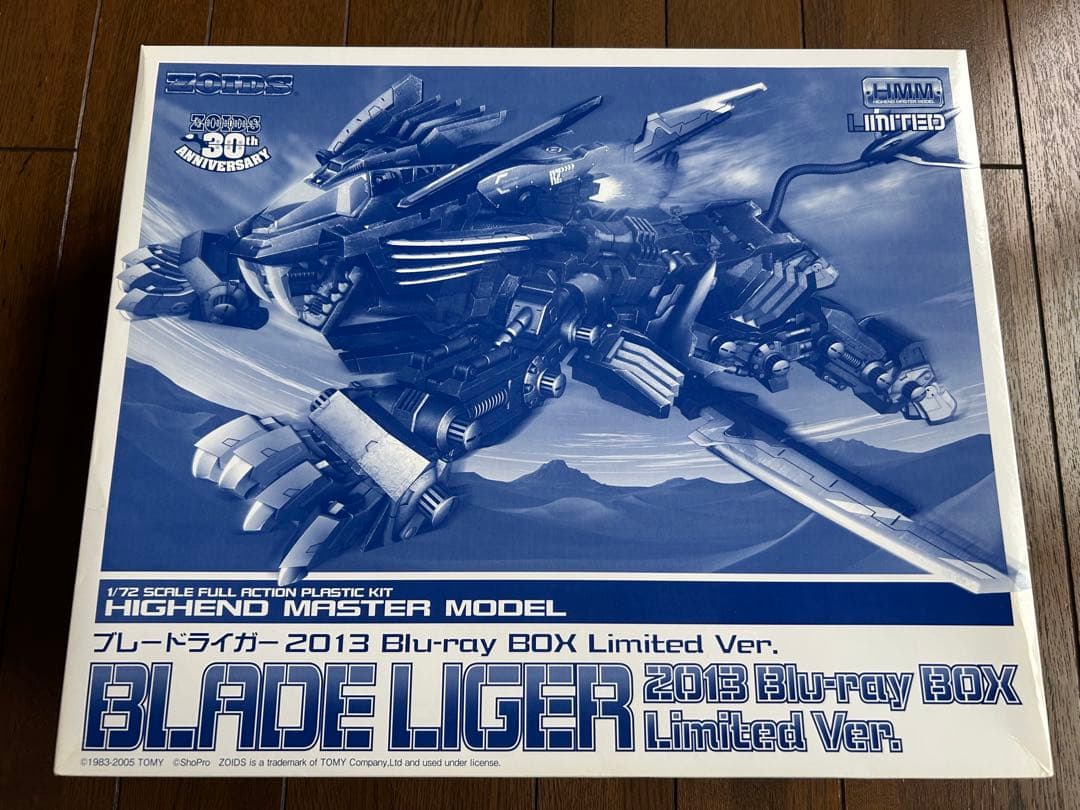 ZOIDS
ZOIDS
30th
ANNIVERSARY
HMM
HIGHEND MASTER MODEL
LIMITED
RZ
1/72 SCALE FULL ACTION PLASTIC KIT
HIGHEND MASTER MODEL
ブレードライガー 2013 Blu-ray BOX Limited Ver.
BLADE LIGER 2013 Blu-ray BOX
Limited Ver.
©1983-2005 TOMY ©ShoPro ZOIDS is a trademark of TOMY Company,Ltd and used under license.